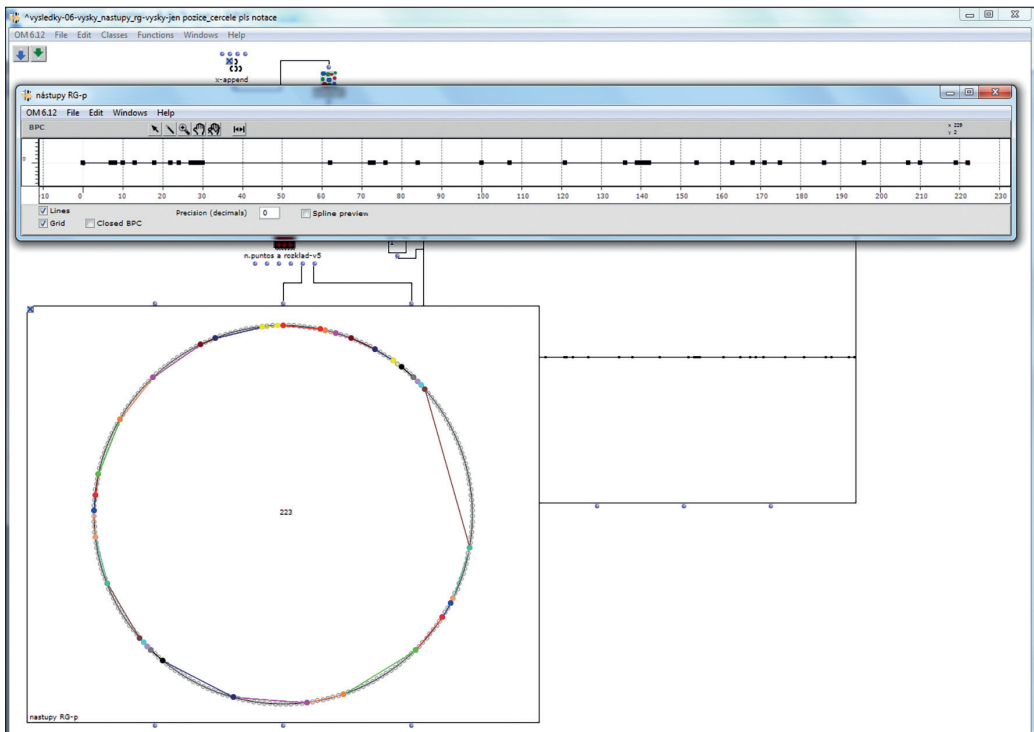 ^vysledky-06-vysky_nastupy_rg-vysky-jen pozice_cercele pls notace
OM 6.12 File Edit Classes Functions Windows Help
x-append
nástupy RG-p
OM 6.12 File Edit Windows Help
BPC
x 229
y 2
0
-10 0 10 20 30 40 50 60 70 80 90 100 110 120 130 140 150 160 170 180 190 200 210 220 230
Lines
Precision (decimals) 0 Spline preview
Grid Closed BPC
n.puntos a rozklad-v5
1
223
nastupy RG-p